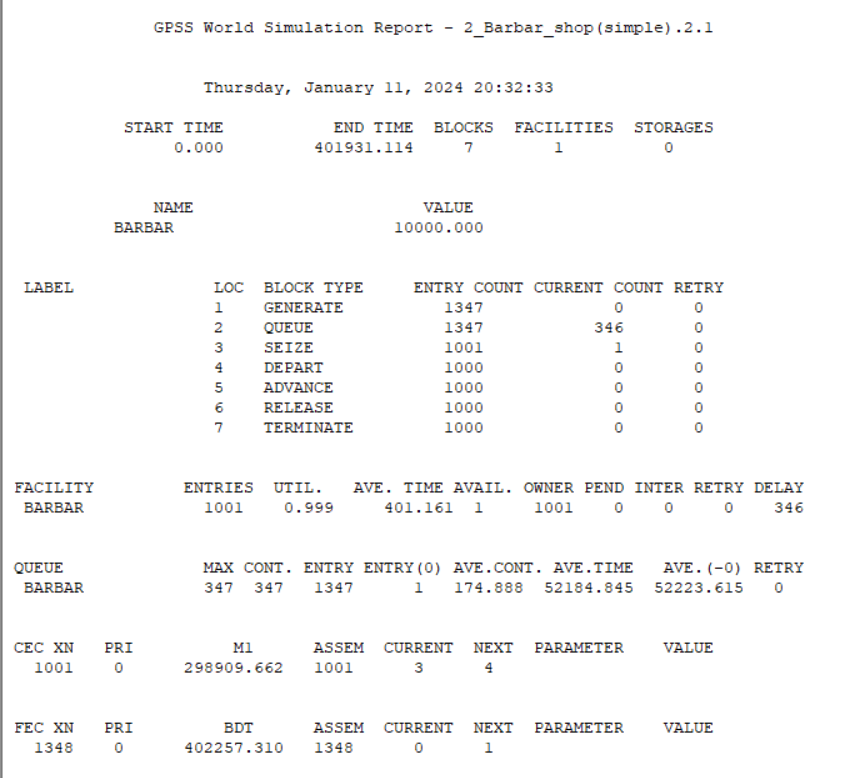 GPSS World Simulation Report - 2_Barbar_shop(simple).2.1
Thursday, January 11, 2024 20:32:33
START TIME END TIME BLOCKS FACILITIES STORAGES
0.000 401931.114 7 1 0
NAME VALUE
BARBAR 10000.000
LABEL LOC BLOCK TYPE ENTRY COUNT CURRENT COUNT RETRY
1 GENERATE 1347 0 0
2 QUEUE 1347 346 0
3 SEIZE 1001 1 0
4 DEPART 1000 0 0
5 ADVANCE 1000 0 0
6 RELEASE 1000 0 0
7 TERMINATE 1000 0 0
FACILITY ENTRIES UTIL. AVE. TIME AVAIL. OWNER PEND INTER RETRY DELAY
BARBAR 1001 0.999 401.161 1 1001 0 0 0 346
QUEUE MAX CONT. ENTRY ENTRY(0) AVE.CONT. AVE.TIME AVE.(-0) RETRY
BARBAR 347 347 1347 1 174.888 52184.845 52223.615 0
CEC XN PRI M1 ASSEM CURRENT NEXT PARAMETER VALUE
1001 0 298909.662 1001 3 4
FEC XN PRI BDT ASSEM CURRENT NEXT PARAMETER VALUE
1348 0 402257.310 1348 0 1